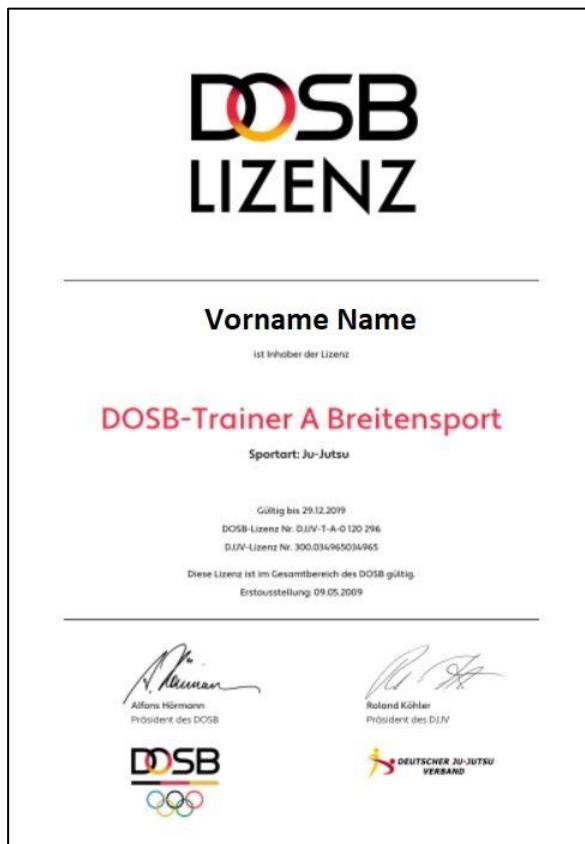 DOSB
LIZENZ
Vorname Name
ist Inhaber der Lizenz
DOSB-Trainer A Breitensport
Sportart: Ju-Jutsu
Gültig bis 29.12.2019
DOSB-Lizenz Nr. DJJV-T-A-0 120 296
DJJV-Lizenz Nr. 300.034965034965
Diese Lizenz ist im Gesamtbereich des DOSB gültig.
Erstausstellung: 09.05.2009
Alfons Hörmann
Präsident des DOSB
Roland Köhler
Präsident des DJJV
DOSB
DEUTSCHER JU-JUTSU
VERBAND